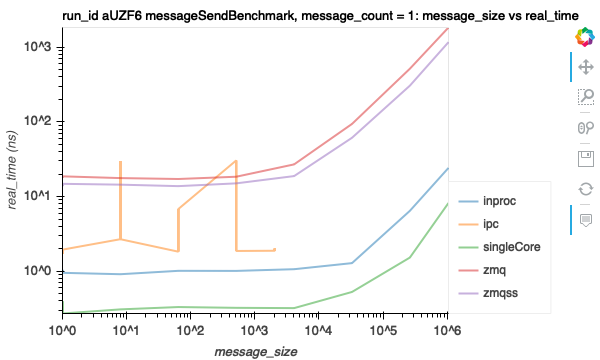 run_id aUZF6 messageSendBenchmark, message_count = 1: message_size vs real_time
10^3
10^2
10^1
10^0
real_time (ns)
10^0 10^1 10^2 10^3 10^4 10^5 10^6
message_size
inproc
ipc
singleCore
zmq
zmqss